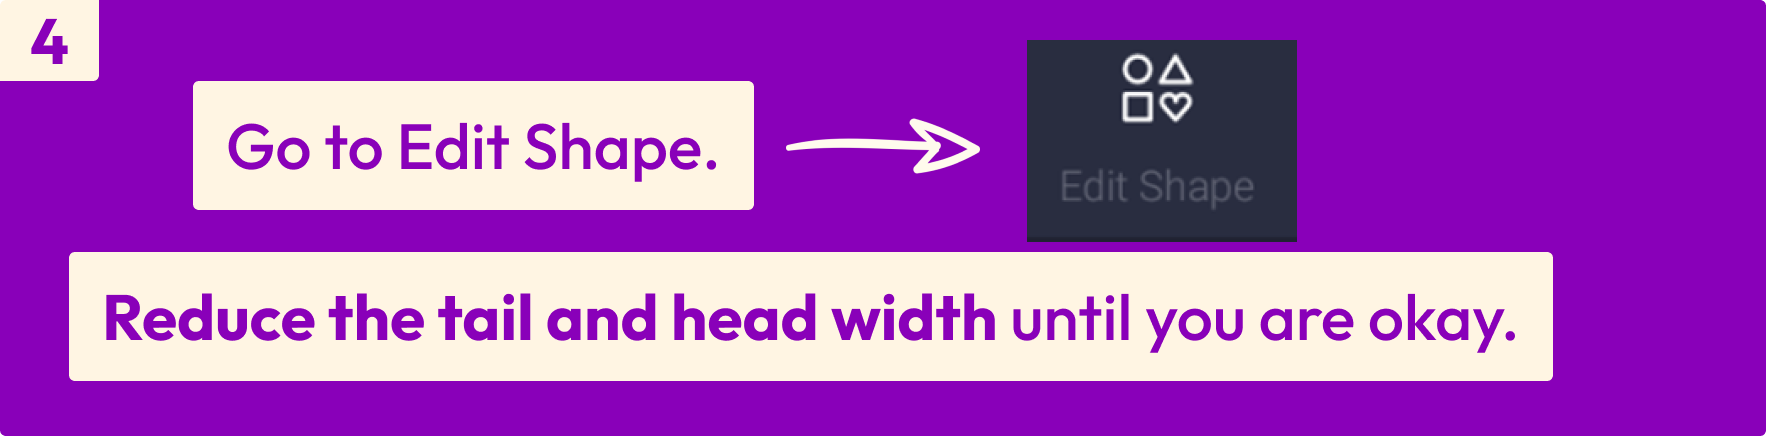 4
Go to Edit Shape.
Edit Shape
Reduce the tail and head width until you are okay.